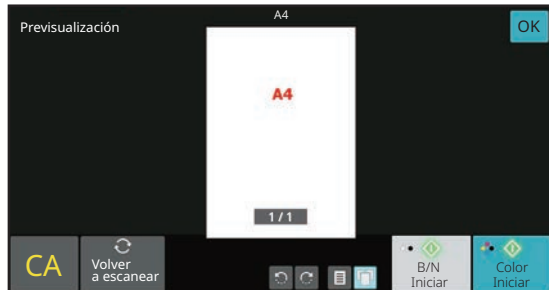 A4
Previsualización
OK
A4
1 / 1
CA
Volver
a escanear
B/N
Iniciar
Color
Iniciar